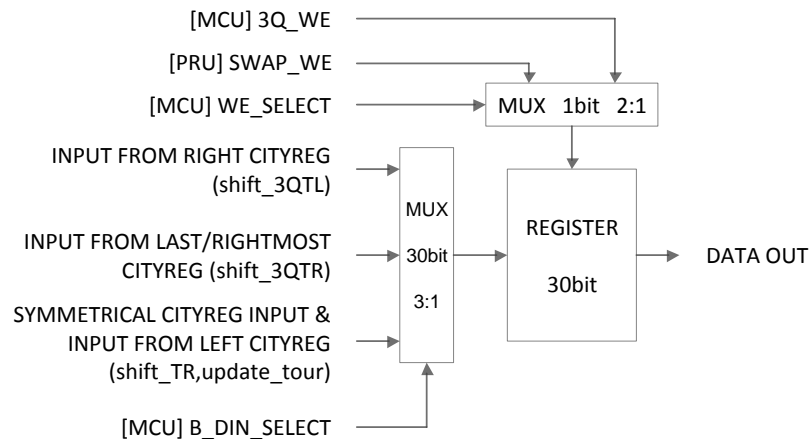 [MCU] 3Q_WE
[PRU] SWAP_WE
[MCU] WE_SELECT
MUX 1bit 2:1
INPUT FROM RIGHT CITYREG
(shift_3QTL)
MUX
30bit
3:1
INPUT FROM LAST/RIGHTMOST
CITYREG (shift_3QTR)
SYMMETRICAL CITYREG INPUT &
INPUT FROM LEFT CITYREG
(shift_TR,update_tour)
[MCU] B_DIN_SELECT
REGISTER
30bit
DATA OUT